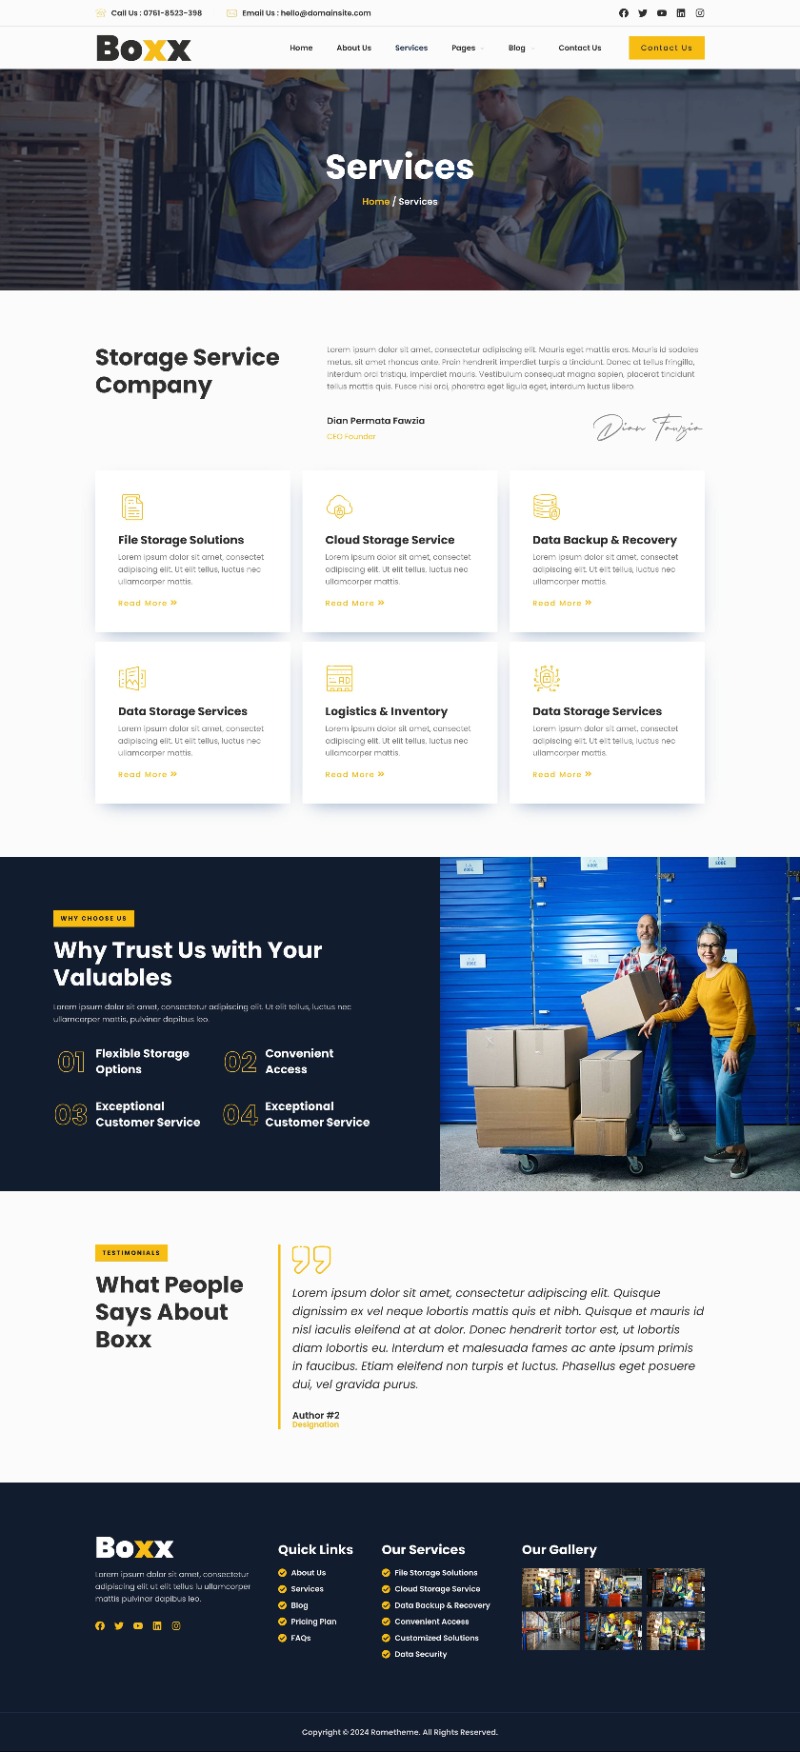 Call Us : 0761-8523-398
Email Us : hello@domainsite.com
Boxx
Home
About Us
Services
Pages
Blog
Contact Us
Contact Us
Services
Home / Services
Storage Service
Company
Lorem ipsum dolor sit amet, consectetur adipiscing elit. Mauris eget mattis eros. Mauris id sodales
metus, sit amet rhoncus ante. Proin hendrerit imperdiet turpis a tincidunt. Donec at tellus fringilla,
interdum orci tristiqu, imperdiet mauris. Vestibulum consequat magna sapien, placerat tincidunt
tellus mattis quis. Fusce nisi orci, pharetra eget ligula eget, interdum luctus libero.
Dian Permata Fawzia
CFO Founder
Dian Fawzia
File Storage Solutions
Lorem ipsum dolor sit amet, consectet
adipiscing elit. Ut elit tellus, luctus nec
ullamcorper mattis.
Read More
Cloud Storage Service
Lorem ipsum dolor sit amet, consectet
adipiscing elit. Ut elit tellus, luctus nec
ullamcorper mattis.
Read More
Data Backup & Recovery
Lorem ipsum dolor sit amet, consectet
adipiscing elit. Ut elit tellus, luctus nec
ullamcorper mattis.
Read More
Data Storage Services
Lorem ipsum dolor sit amet, consectet
adipiscing elit. Ut elit tellus, luctus nec
ullamcorper mattis.
Read More
Logistics & Inventory
Lorem ipsum dolor sit amet, consectet
adipiscing elit. Ut elit tellus, luctus nec
ullamcorper mattis.
Read More
Data Storage Services
Lorem ipsum dolor sit amet, consectet
adipiscing elit. Ut elit tellus, luctus nec
ullamcorper mattis.
Read More
WHY CHOOSE US
Why Trust Us with Your
Valuables
Lorem ipsum dolor sit amet, consectetur adipiscing elit. Ut elit tellus, luctus nec
ullamcorper mattis, pulvinar dapibus leo.
01 Flexible Storage
Options
02 Convenient
Access
03 Exceptional
Customer Service
04 Exceptional
Customer Service
TESTIMONIALS
What People
Says About
Boxx
Lorem ipsum dolor sit amet, consectetur adipiscing elit. Quisque
dignissim ex vel neque lobortis mattis quis et nibh. Quisque et mauris id
nisl iaculis eleifend at at dolor. Donec hendrerit tortor est, ut lobortis
diam lobortis eu. Interdum et malesuada fames ac ante ipsum primis
in faucibus. Etiam eleifend non turpis et luctus. Phasellus eget posuere
dui, vel gravida purus.
Author #2
Designation
Boxx
Lorem ipsum dolor sit amet, consectetur
adipiscing elit ut elit tellus lu ullamcorper
mattis pulvinar dapibus leo.
Quick Links
About Us
Services
Blog
Pricing Plan
FAQs
Our Services
File Storage Solutions
Cloud Storage Service
Data Backup & Recovery
Convenient Access
Customized Solutions
Data Security
Our Gallery
Copyright © 2024 Rometheme. All Rights Reserved.